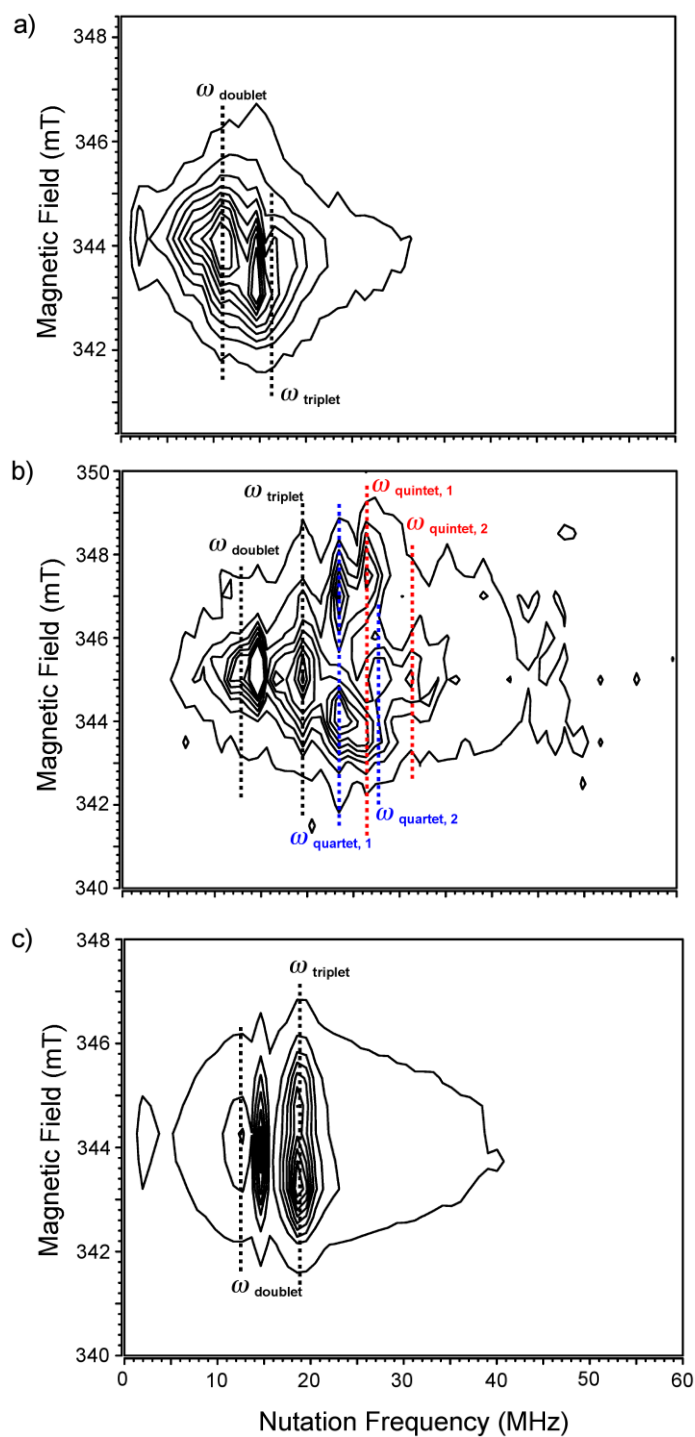 a)
348
346
344
342
Magnetic Field (mT)
ω doublet
ω triplet
b)
350
348
346
344
342
340
Magnetic Field (mT)
ω triplet
ω quintet, 1
ω doublet
ω quintet, 2
ω quartet, 1
ω quartet, 2
c)
348
346
344
342
340
Magnetic Field (mT)
ω triplet
ω doublet
0 10 20 30 40 50 60
Nutation Frequency (MHz)